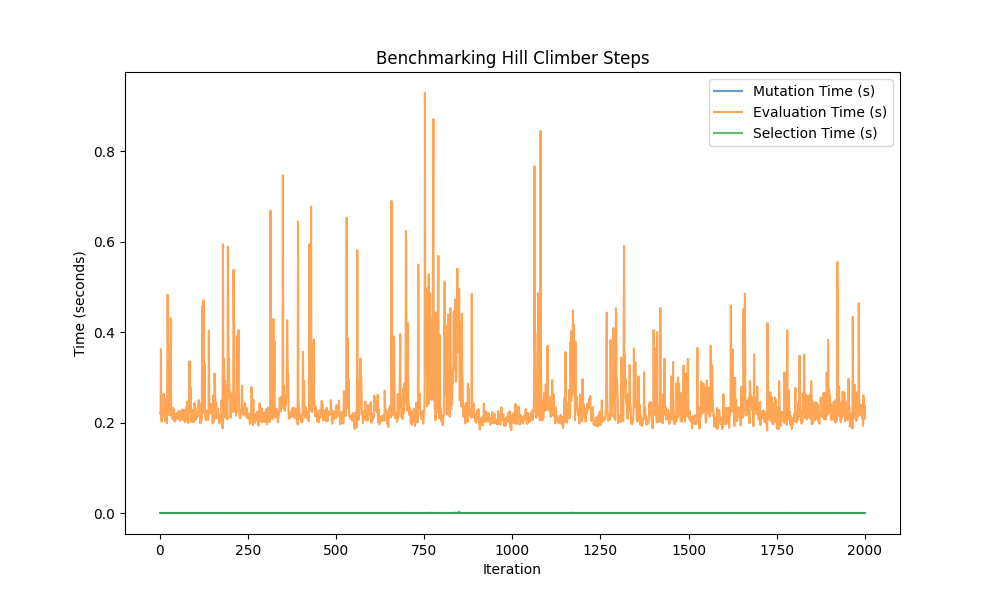 Benchmarking Hill Climber Steps
Mutation Time (s)
Evaluation Time (s)
Selection Time (s)
Time (seconds)
0.8
0.6
0.4
0.2
0.0
0 250 500 750 1000 1250 1500 1750 2000
Iteration